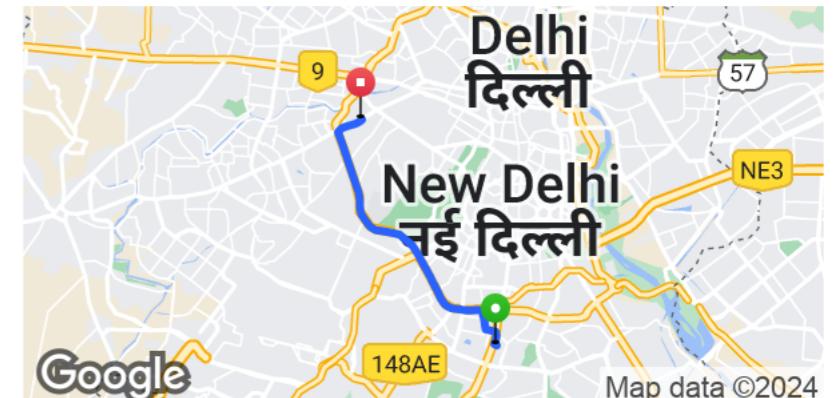 Delhi
दिल्ली
9
57
NE3
New Delhi
नई दिल्ली
148AE
Google
Map data ©2024